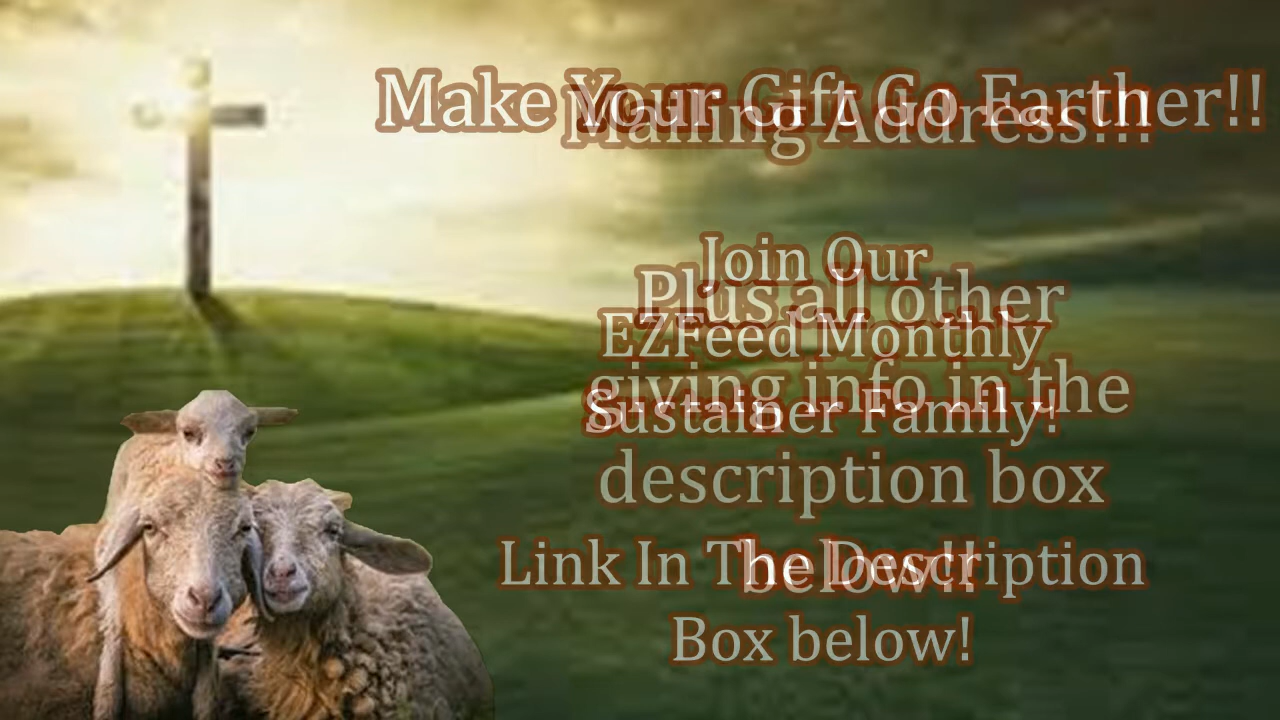 Make Your Gift Go Farther!!
Mailing Address!!!
Join Our
EZFeed Monthly
Sustainer Family!
Link In The Description
Box below!
Plus all other
giving info in the
description box
below!!